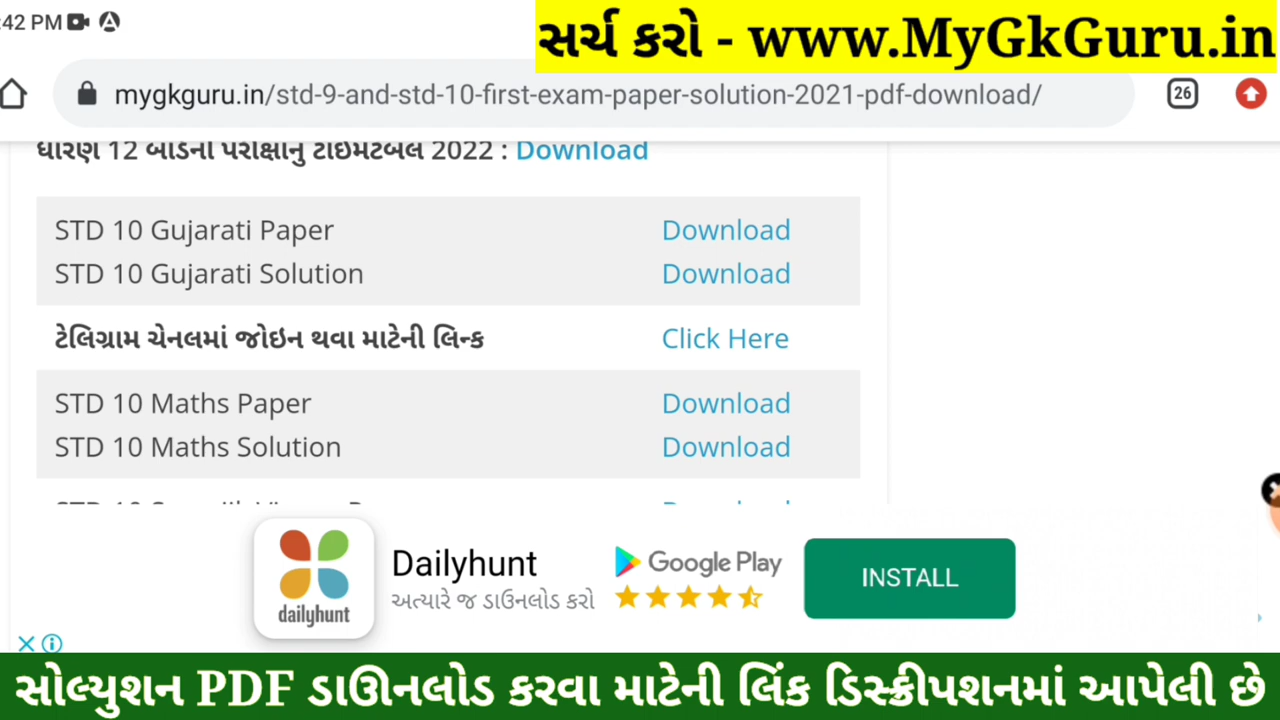 :42 PM
સર્ચ કરો - www.MyGkGuru.in
mygkguru.in/std-9-and-std-10-first-exam-paper-solution-2021-pdf-download/
26
ધોરણ 12 બોર્ડની પરીક્ષાનું ટાઇમટેબલ 2022 : Download
STD 10 Gujarati Paper Download
STD 10 Gujarati Solution Download
ટેલિગ્રામ ચેનલમાં જોઇન થવા માટેની લિન્ક Click Here
STD 10 Maths Paper Download
STD 10 Maths Solution Download
Dailyhunt
અત્યારે જ ડાઉનલોડ કરો
dailyhunt
Google Play
INSTALL
સોલ્યુશન PDF ડાઊનલોડ કરવા માટેની લિંક ડિસ્ક્રીપશનમાં આપેલી છે